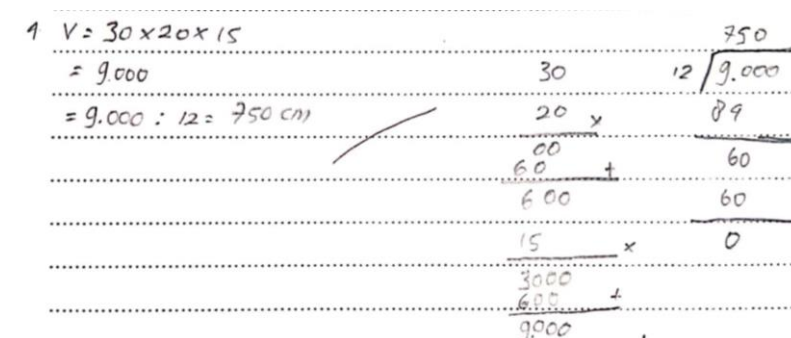 1 V = 30 x 20 x 15
= 9.000
= 9.000 : 12 = 750 cm
30
20 x
00
60 +
600
15 x
3000
600 +
9000
750
12 / 9.000
84
60
60
0